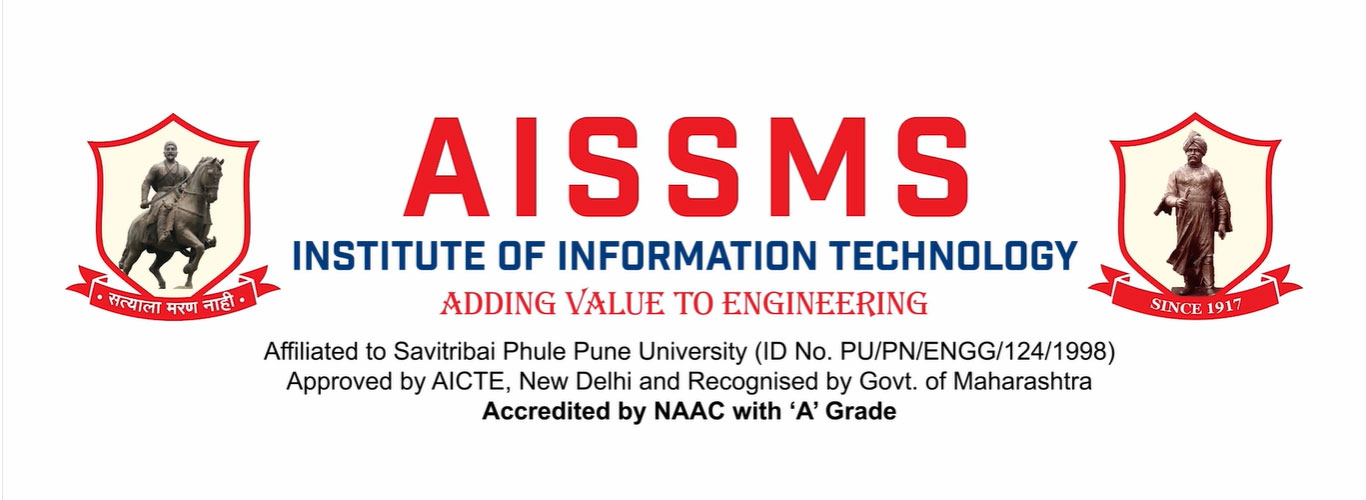 AISSMS
INSTITUTE OF INFORMATION TECHNOLOGY
ADDING VALUE TO ENGINEERING
• सत्याला मरण नाही •
SINCE 1917
Affiliated to Savitribai Phule Pune University (ID No. PU/PN/ENGG/124/1998)
Approved by AICTE, New Delhi and Recognised by Govt. of Maharashtra
Accredited by NAAC with ‘A’ Grade